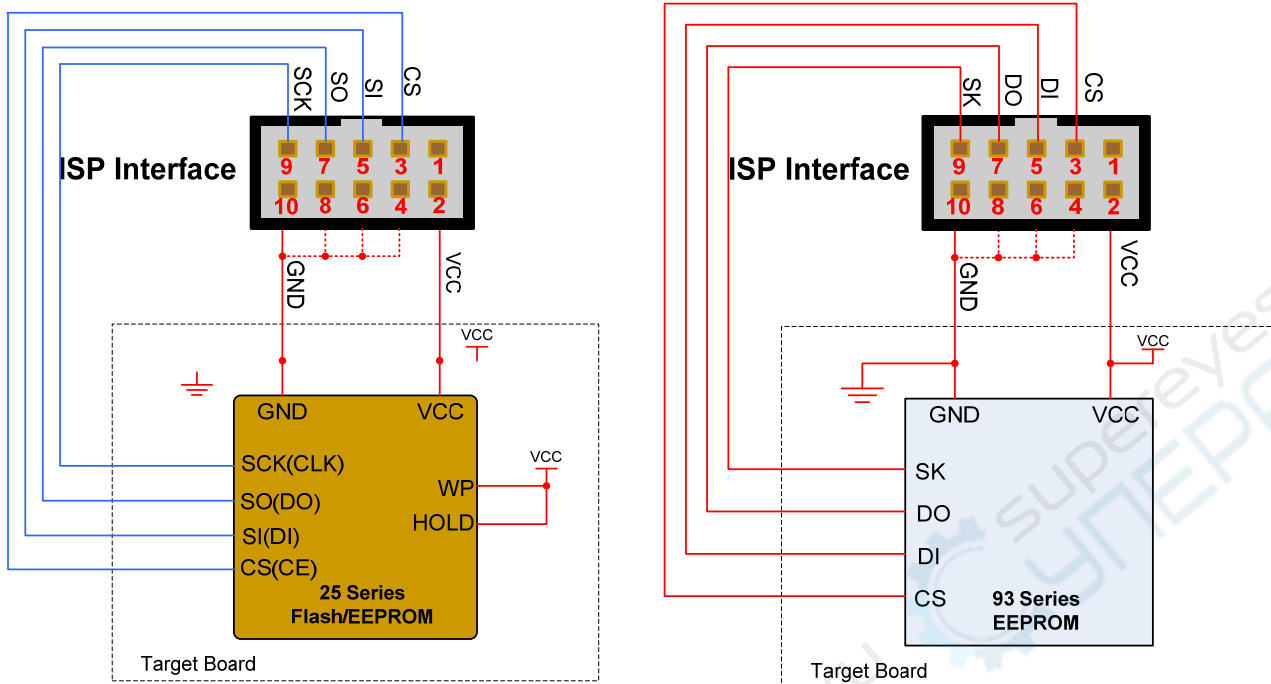 SCK
SO
SI
CS
ISP Interface
9 7 5 3 1
10 8 6 4 2
GND
VCC
VCC
GND
VCC
SCK(CLK)
SO(DO)
SI(DI)
CS(CE)
WP
HOLD
VCC
25 Series
Flash/EEPROM
Target Board
SK
DO
DI
CS
ISP Interface
9 7 5 3 1
10 8 6 4 2
GND
VCC
VCC
GND
VCC
SK
DO
DI
CS
93 Series
EEPROM
Target Board
supereyes